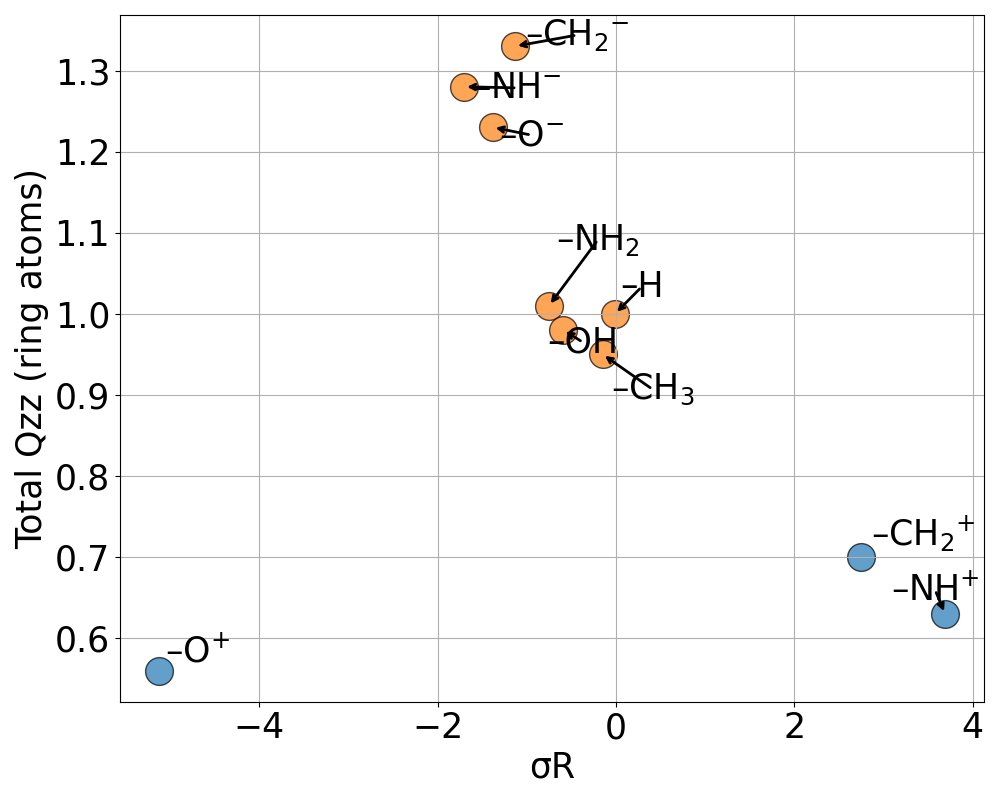 –CH₂⁻
–NH⁻
–O⁻
–NH₂
–H
–OH
–CH₃
–CH₂⁺
–NH⁺
–O⁺
1.3
1.2
1.1
1.0
0.9
0.8
0.7
0.6
Total Qzz (ring atoms)
−4 −2 0 2 4
σR